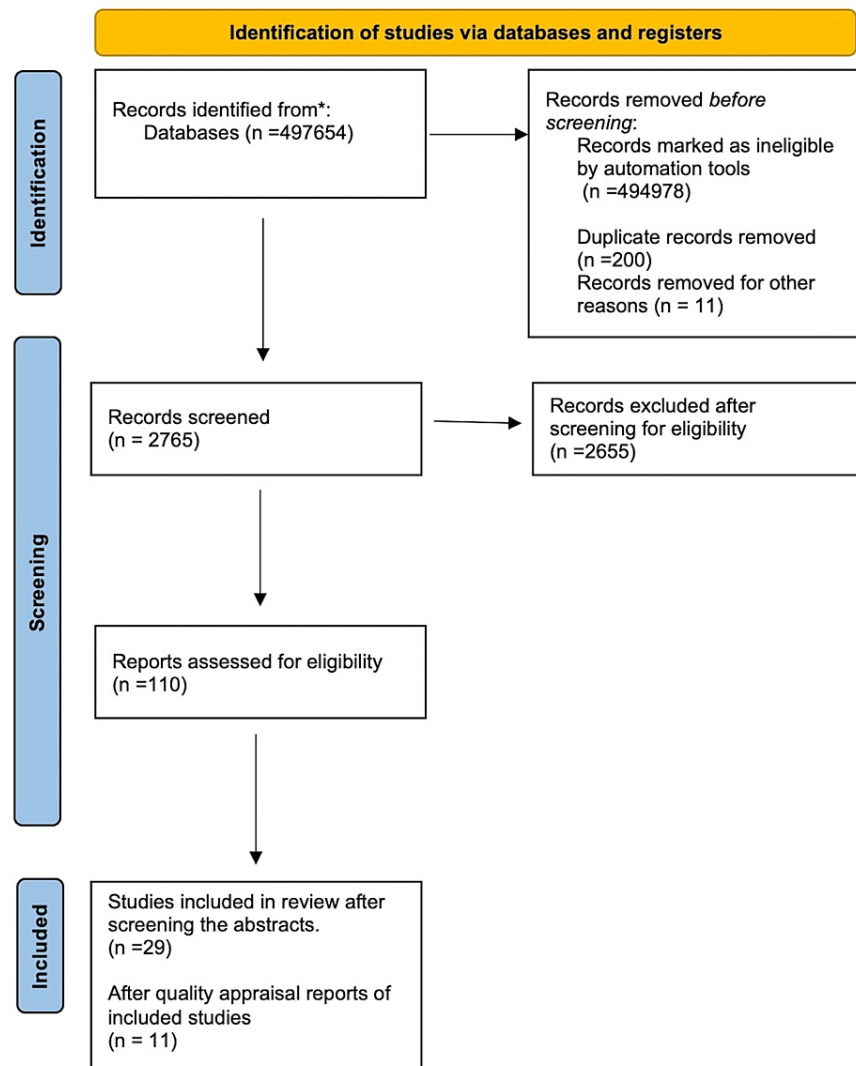 Identification of studies via databases and registers
Identification
Records identified from*:
Databases (n =497654)
Records removed before
screening:
Records marked as ineligible
by automation tools
(n =494978)
Duplicate records removed
(n =200)
Records removed for other
reasons (n = 11)
Screening
Records screened
(n = 2765)
Records excluded after
screening for eligibility
(n =2655)
Reports assessed for eligibility
(n =110)
Included
Studies included in review after
screening the abstracts.
(n =29)
After quality appraisal reports of
included studies
(n = 11)